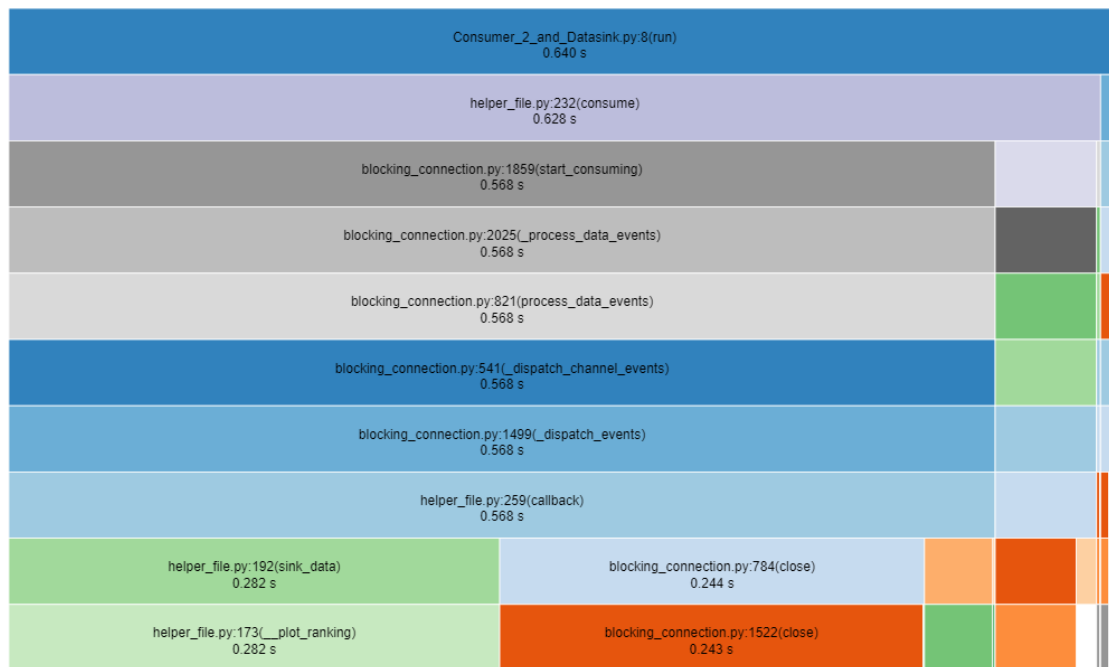 Consumer_2_and_Datasink.py:8(run)
0.640 s
helper_file.py:232(consume)
0.628 s
blocking_connection.py:1859(start_consuming)
0.568 s
blocking_connection.py:2025(_process_data_events)
0.568 s
blocking_connection.py:821(process_data_events)
0.568 s
blocking_connection.py:541(_dispatch_channel_events)
0.568 s
blocking_connection.py:1499(_dispatch_events)
0.568 s
helper_file.py:259(callback)
0.568 s
helper_file.py:192(sink_data)
0.282 s
blocking_connection.py:784(close)
0.244 s
helper_file.py:173(__plot_ranking)
0.282 s
blocking_connection.py:1522(close)
0.243 s